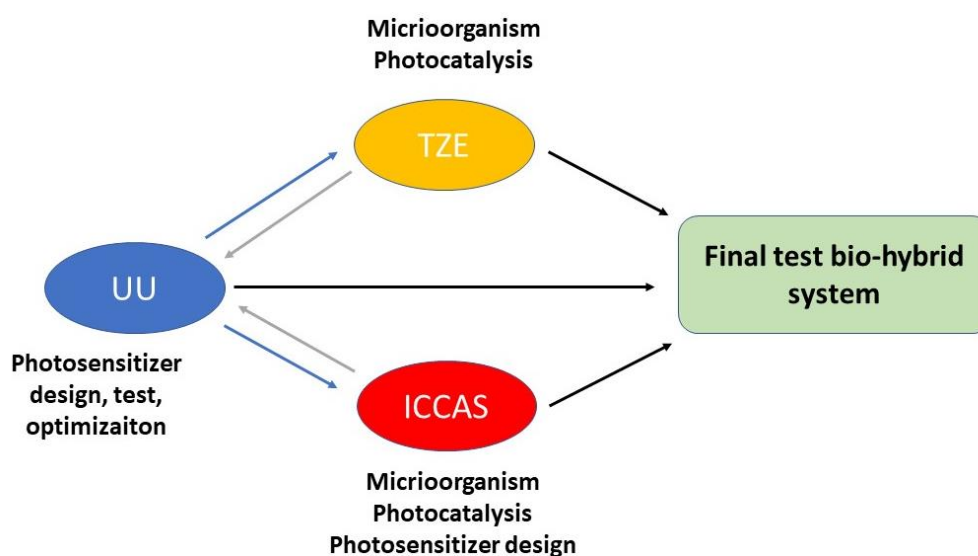 Micrioorganism
Photocatalysis
TZE
Final test bio-hybrid
system
UU
Photosensitizer
design, test,
optimizaiton
ICCAS
Micrioorganism
Photocatalysis
Photosensitizer design